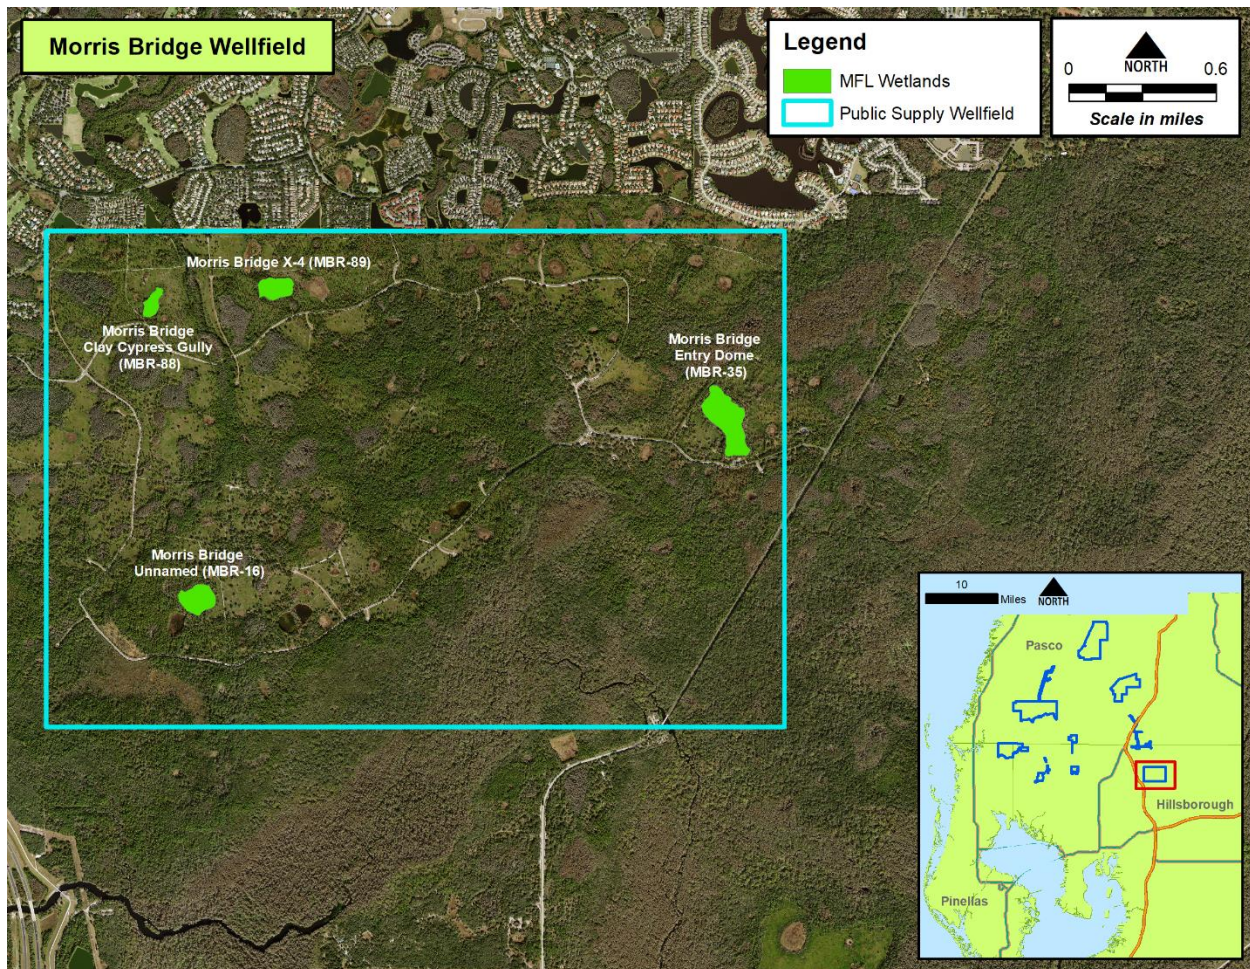 Morris Bridge Wellfield
Legend
MFL Wetlands
Public Supply Wellfield
NORTH
0
0.6
Scale in miles
Morris Bridge X-4 (MBR-89)
Morris Bridge
Clay Cypress Gully
(MBR-88)
Morris Bridge
Entry Dome
(MBR-35)
Morris Bridge
Unnamed (MBR-16)
10
Miles
NORTH
Pasco
Hillsborough
Pinellas